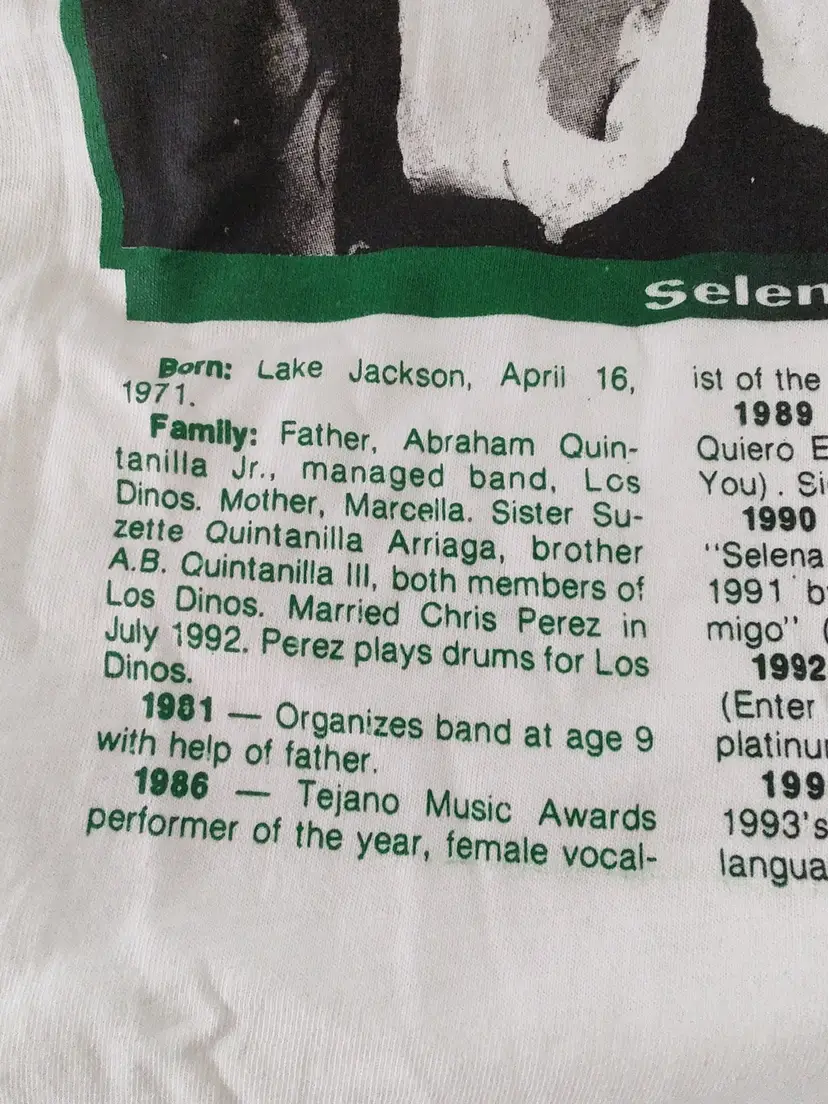 Selen
Born: Lake Jackson, April 16,
1971.
Family: Father, Abraham Quin-
tanilla Jr., managed band, Los
Dinos. Mother, Marcella. Sister Su-
zette Quintanilla Arriaga, brother
A.B. Quintanilla III, both members of
Los Dinos. Married Chris Perez in
July 1992. Perez plays drums for Los
Dinos.
1981 — Organizes band at age 9
with help of father.
1986 — Tejano Music Awards
performer of the year, female vocal-
ist of the
1989
Quiero E
You). Si
1990
"Selena
1991 b
migo" (
1992
(Enter
platinu
199
1993's
langua